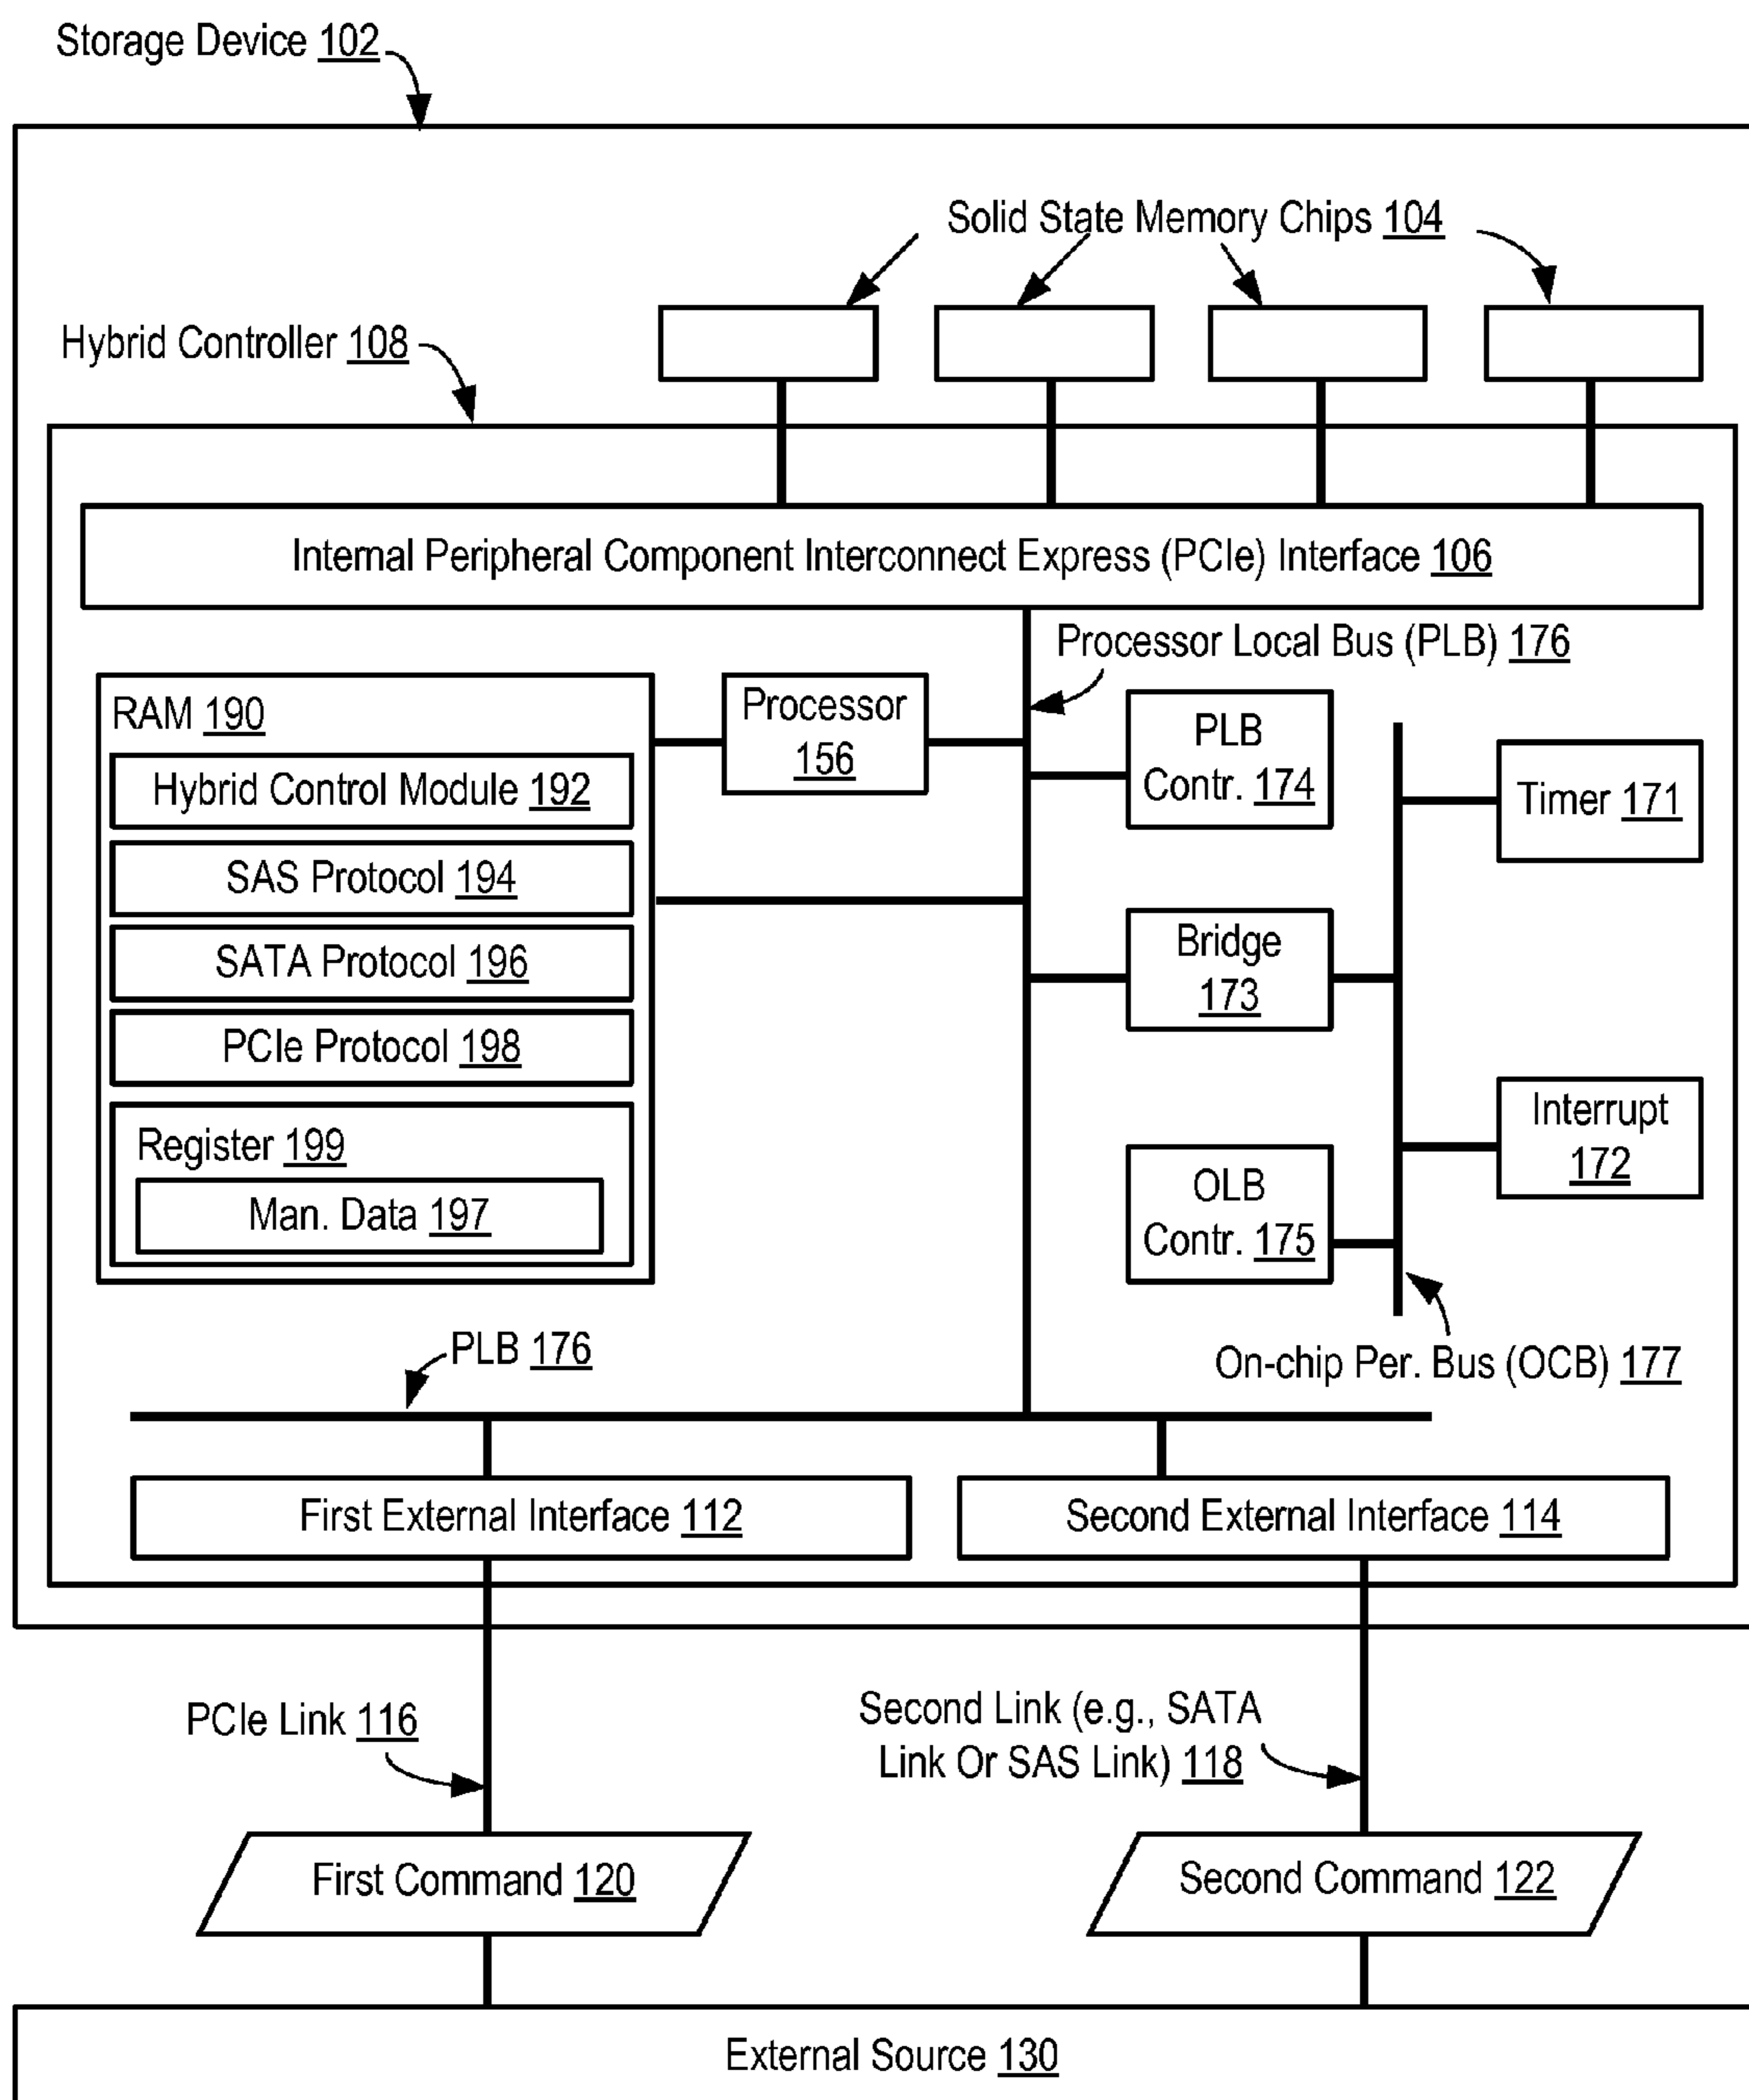 Storage Device 102
Solid State Memory Chips 104
Hybrid Controller 108
Internal Peripheral Component Interconnect Express (PCIe) Interface 106
Processor Local Bus (PLB) 176
RAM 190
Hybrid Control Module 192
SAS Protocol 194
SATA Protocol 196
PCIe Protocol 198
Register 199
Man. Data 197
Processor
156
PLB
Contr. 174
Timer 171
Bridge
173
Interrupt
172
OLB
Contr. 175
PLB 176
On-chip Per. Bus (OCB) 177
First External Interface 112
Second External Interface 114
PCIe Link 116
Second Link (e.g., SATA
Link Or SAS Link) 118
First Command 120
Second Command 122
External Source 130